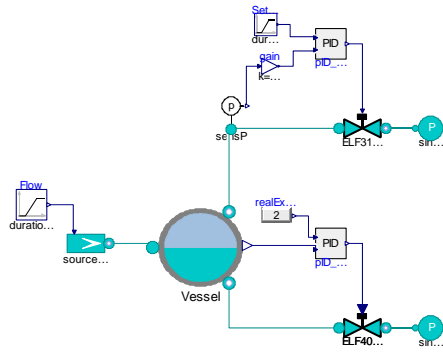 Set...
dur...
PID
pID_...
gain
k=...
p
sensP
ELF31...
P
sin...
Flow
duratio...
source...
Vessel
realEx...
2
PID
pID_...
ELF40...
P
sin...